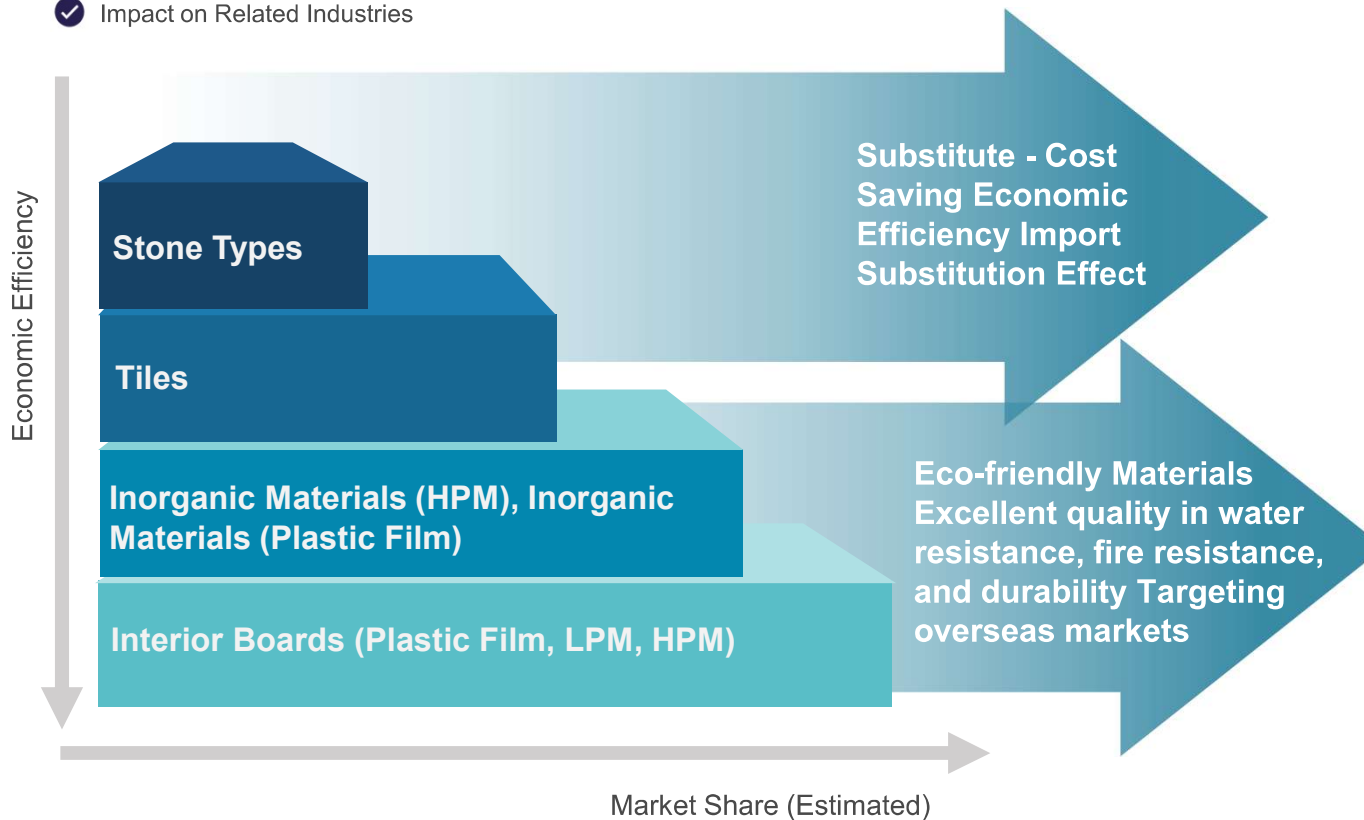 Impact on Related Industries
Economic Efficiency
Stone Types
Tiles
Inorganic Materials (HPM), Inorganic
Materials (Plastic Film)
Interior Boards (Plastic Film, LPM, HPM)
Substitute - Cost
Saving Economic
Efficiency Import
Substitution Effect
Eco-friendly Materials
Excellent quality in water
resistance, fire resistance,
and durability Targeting
overseas markets
Market Share (Estimated)